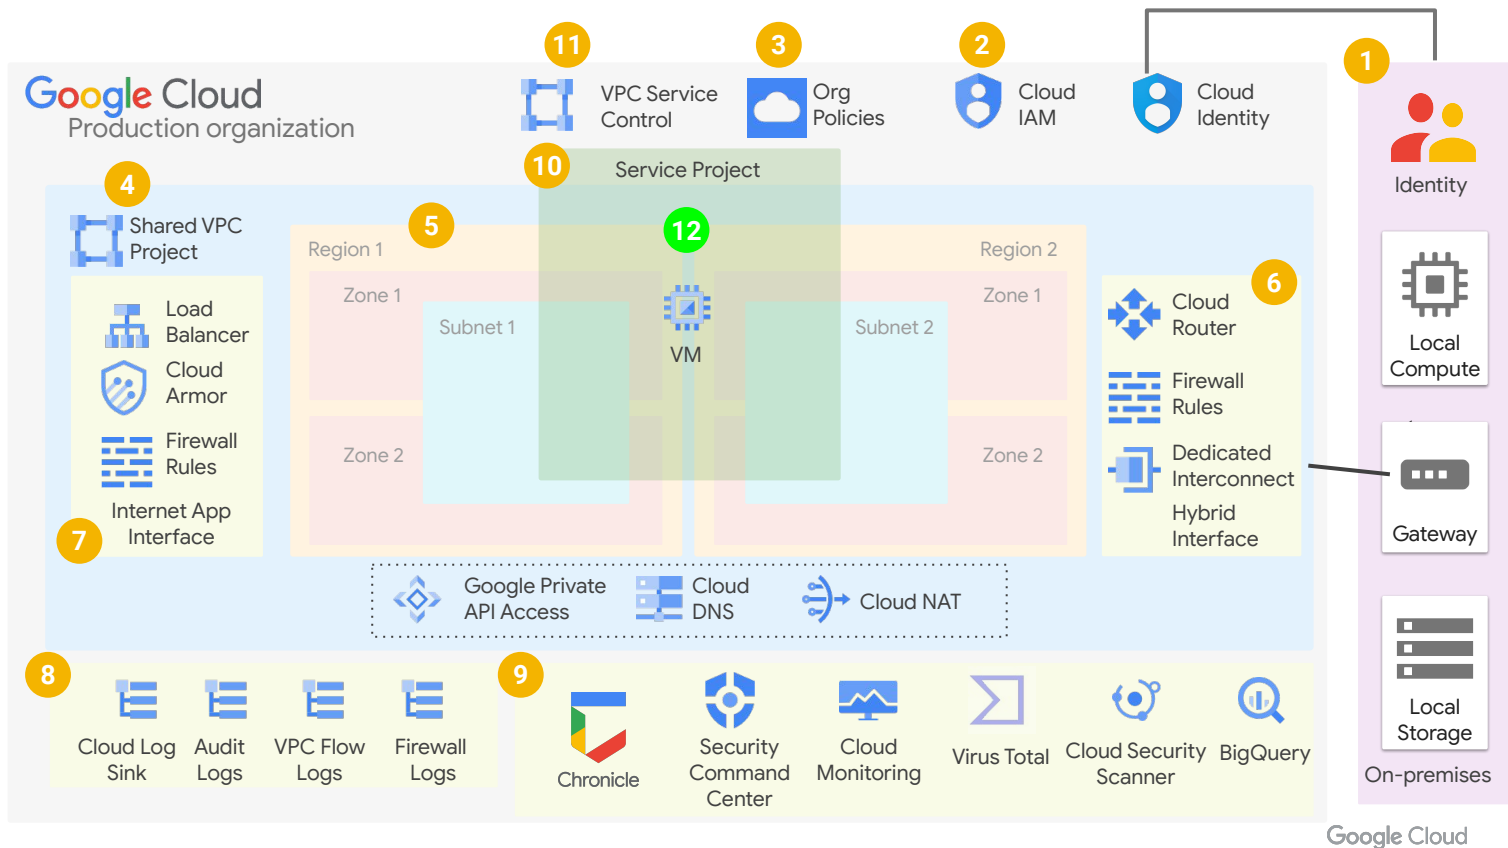 11
3
2
1
Google Cloud
Production organization
VPC Service
Control
Org
Policies
Cloud
IAM
Cloud
Identity
Identity
10
Service Project
4
Shared VPC
Project
5
12
Region 1
Region 2
Zone 1
Zone 1
Subnet 1
Subnet 2
VM
Zone 2
Zone 2
Load
Balancer
Cloud
Armor
Firewall
Rules
Internet App
Interface
7
6
Cloud
Router
Firewall
Rules
Dedicated
Interconnect
Hybrid
Interface
Local
Compute
Gateway
Local
Storage
On-premises
Google Private
API Access
Cloud
DNS
Cloud NAT
8
Cloud Log
Sink
Audit
Logs
VPC Flow
Logs
Firewall
Logs
9
Chronicle
Security
Command
Center
Cloud
Monitoring
Virus Total
Cloud Security
Scanner
BigQuery
Google Cloud